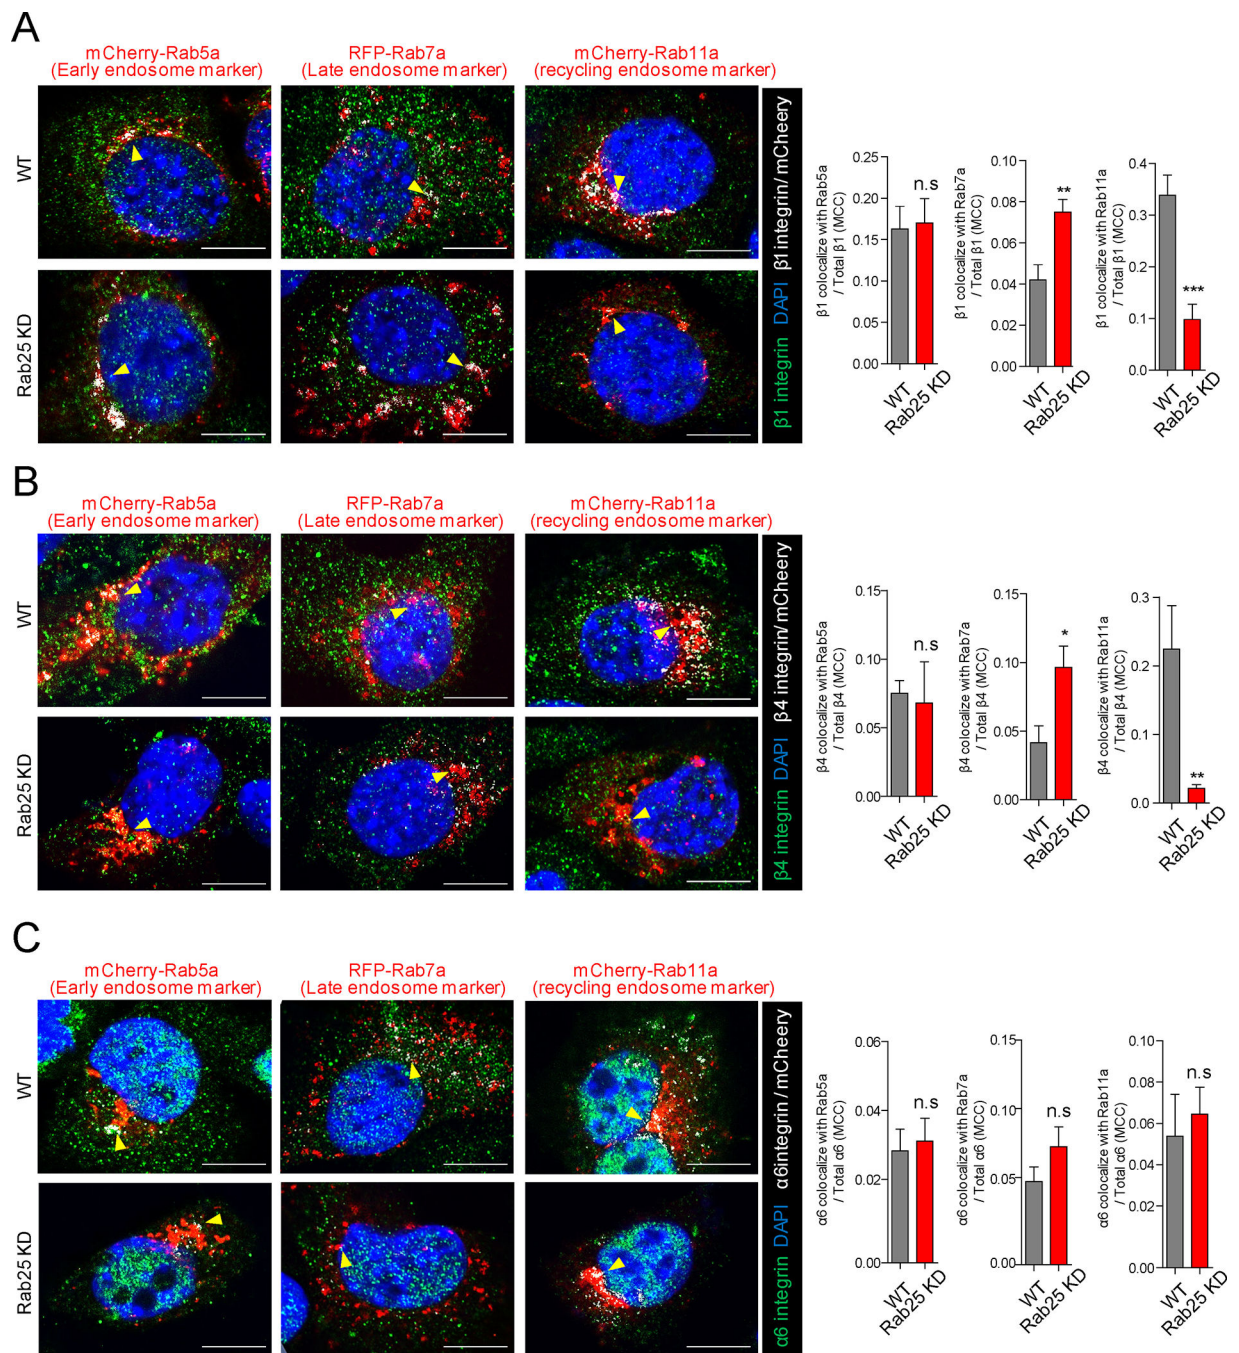 A
mCherry-Rab5a
(Early endosome marker)
RFP-Rab7a
(Late endosome marker)
mCherry-Rab11a
(recycling endosome marker)
WT
Rab25 KD
β1 integrin DAPI β1 integrin/ mCheery
β1 colocalize with Rab5a
/ Total β1 (MCC)
0.25
0.20
0.15
0.10
0.05
0.00
n.s
WT
Rab25 KD
β1 colocalize with Rab7a
/ Total β1 (MCC)
0.10
0.08
0.06
0.04
0.02
0.00
**
WT
Rab25 KD
β1 colocalize with Rab11a
/ Total β1 (MCC)
0.4
0.3
0.2
0.1
0.0
***
WT
Rab25 KD
B
mCherry-Rab5a
(Early endosome marker)
RFP-Rab7a
(Late endosome marker)
mCherry-Rab11a
(recycling endosome marker)
WT
Rab25 KD
β4 integrin DAPI β4 integrin/mCheery
β4 colocalize with Rab5a
/ Total β4 (MCC)
0.15
0.10
0.05
0.00
n.s
WT
Rab25 KD
β4 colocalize with Rab7a
/ Total β4 (MCC)
0.15
0.10
0.05
0.00
*
WT
Rab25 KD
β4 colocalize with Rab11a
/ Total β4 (MCC)
0.3
0.2
0.1
0.0
**
WT
Rab25 KD
C
mCherry-Rab5a
(Early endosome marker)
RFP-Rab7a
(Late endosome marker)
mCherry-Rab11a
(recycling endosome marker)
WT
Rab25 KD
α6 integrin DAPI α6integrin / mCheery
α6 colocalize with Rab5a
/ Total α6 (MCC)
0.06
0.04
0.02
0.00
n.s
WT
Rab25 KD
α6 colocalize with Rab7a
/ Total α6 (MCC)
0.15
0.10
0.05
0.00
n.s
WT
Rab25 KD
α6 colocalize with Rab11a
/ Total α6 (MCC)
0.10
0.08
0.06
0.04
0.02
0.00
n.s
WT
Rab25 KD